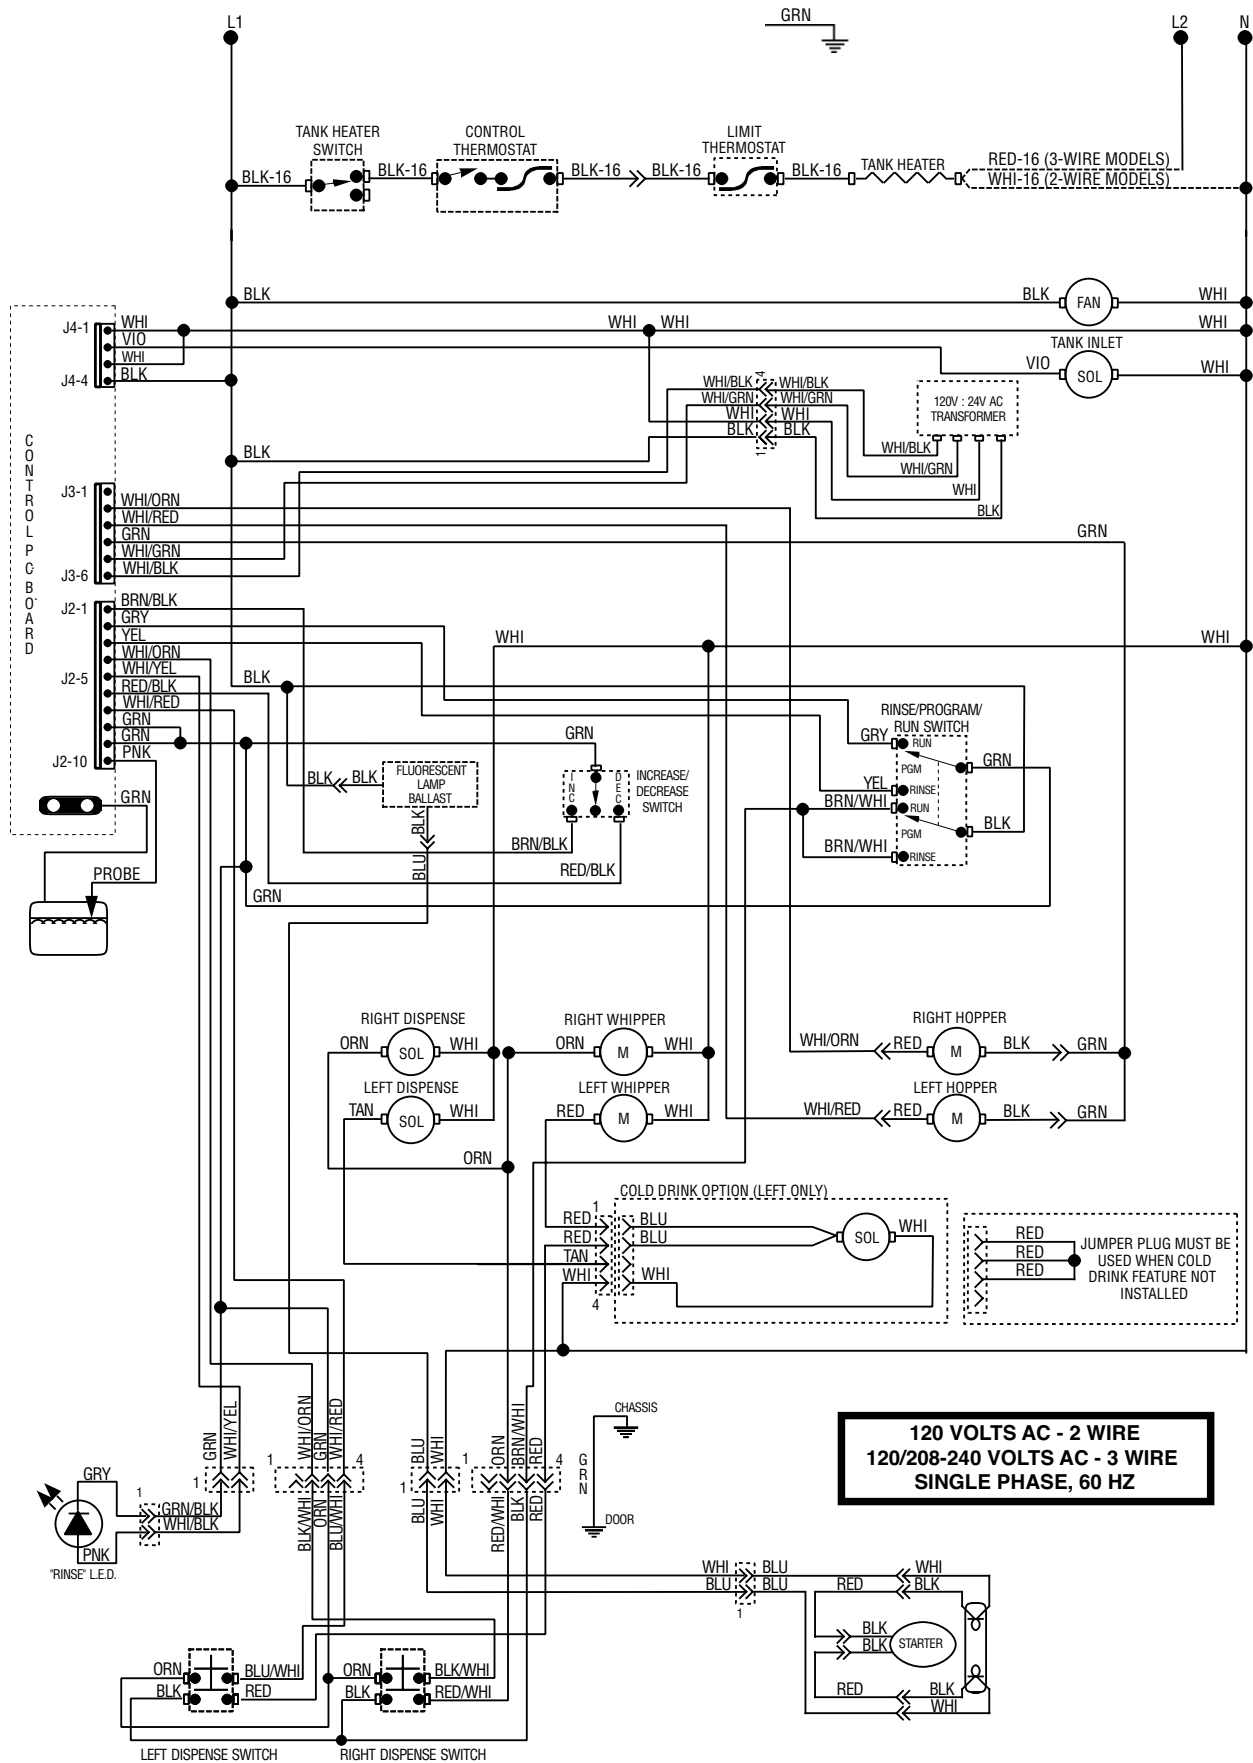 L1
GRN
L2
N
TANK HEATER
SWITCH
CONTROL
THERMOSTAT
LIMIT
THERMOSTAT
BLK-16
BLK-16
BLK-16
BLK-16
BLK-16
TANK HEATER
RED-16 (3-WIRE MODELS)
WHI-16 (2-WIRE MODELS)
BLK
BLK
FAN
WHI
J4-1
WHI
WHI
WHI
WHI
VIO
TANK INLET
WHI
VIO
SOL
WHI
J4-4
BLK
WHI/BLK
4
WHI/BLK
WHI/GRN
WHI/GRN
WHI
WHI
BLK
BLK
1
120V : 24V AC
TRANSFORMER
BLK
WHI/BLK
WHI/GRN
WHI
BLK
CONTROL PC BOARD
J3-1
WHI/ORN
WHI/RED
GRN
GRN
WHI/GRN
J3-6
WHI/BLK
J2-1
BRN/BLK
GRY
YEL
WHI
WHI
WHI/ORN
J2-5
WHI/YEL
BLK
RED/BLK
WHI/RED
GRN
GRN
J2-10
PNK
GRN
RINSE/PROGRAM/
RUN SWITCH
GRY
RUN
PGM
GRN
YEL
RINSE
BRN/WHI
RUN
PGM
BLK
BRN/WHI
RINSE
BLK
BLK
FLUORESCENT
LAMP
BALLAST
INC
DEC
INCREASE/
DECREASE
SWITCH
GRN
BLK
BLU
BRN/BLK
RED/BLK
PROBE
GRN
RIGHT DISPENSE
ORN
SOL
WHI
RIGHT WHIPPER
ORN
M
WHI
RIGHT HOPPER
WHI/ORN
RED
M
BLK
GRN
LEFT DISPENSE
TAN
SOL
WHI
LEFT WHIPPER
RED
M
WHI
LEFT HOPPER
WHI/RED
RED
M
BLK
GRN
ORN
COLD DRINK OPTION (LEFT ONLY)
1
RED
BLU
RED
BLU
SOL
WHI
TAN
WHI
WHI
4
RED
RED
RED
JUMPER PLUG MUST BE
USED WHEN COLD
DRINK FEATURE NOT
INSTALLED
GRN
WHI/YEL
1
WHI/ORN
GRN
WHI/RED
1
4
BLU
WHI
1
ORN
BRN/WHI
RED
1
4
CHASSIS
GRN
DOOR
120 VOLTS AC - 2 WIRE
120/208-240 VOLTS AC - 3 WIRE
SINGLE PHASE, 60 HZ
GRY
1
GRN/BLK
WHI/BLK
PNK
"RINSE" L.E.D.
BLK/WHI
ORN
BLU/WHI
BLU
WHI
RED/WHI
BLK
RED
WHI
BLU
BLU
BLU
1
WHI
RED
BLK
BLK
BLK
STARTER
RED
BLK
WHI
ORN
BLU/WHI
BLK
RED
ORN
BLK/WHI
BLK
RED/WHI
LEFT DISPENSE SWITCH
RIGHT DISPENSE SWITCH